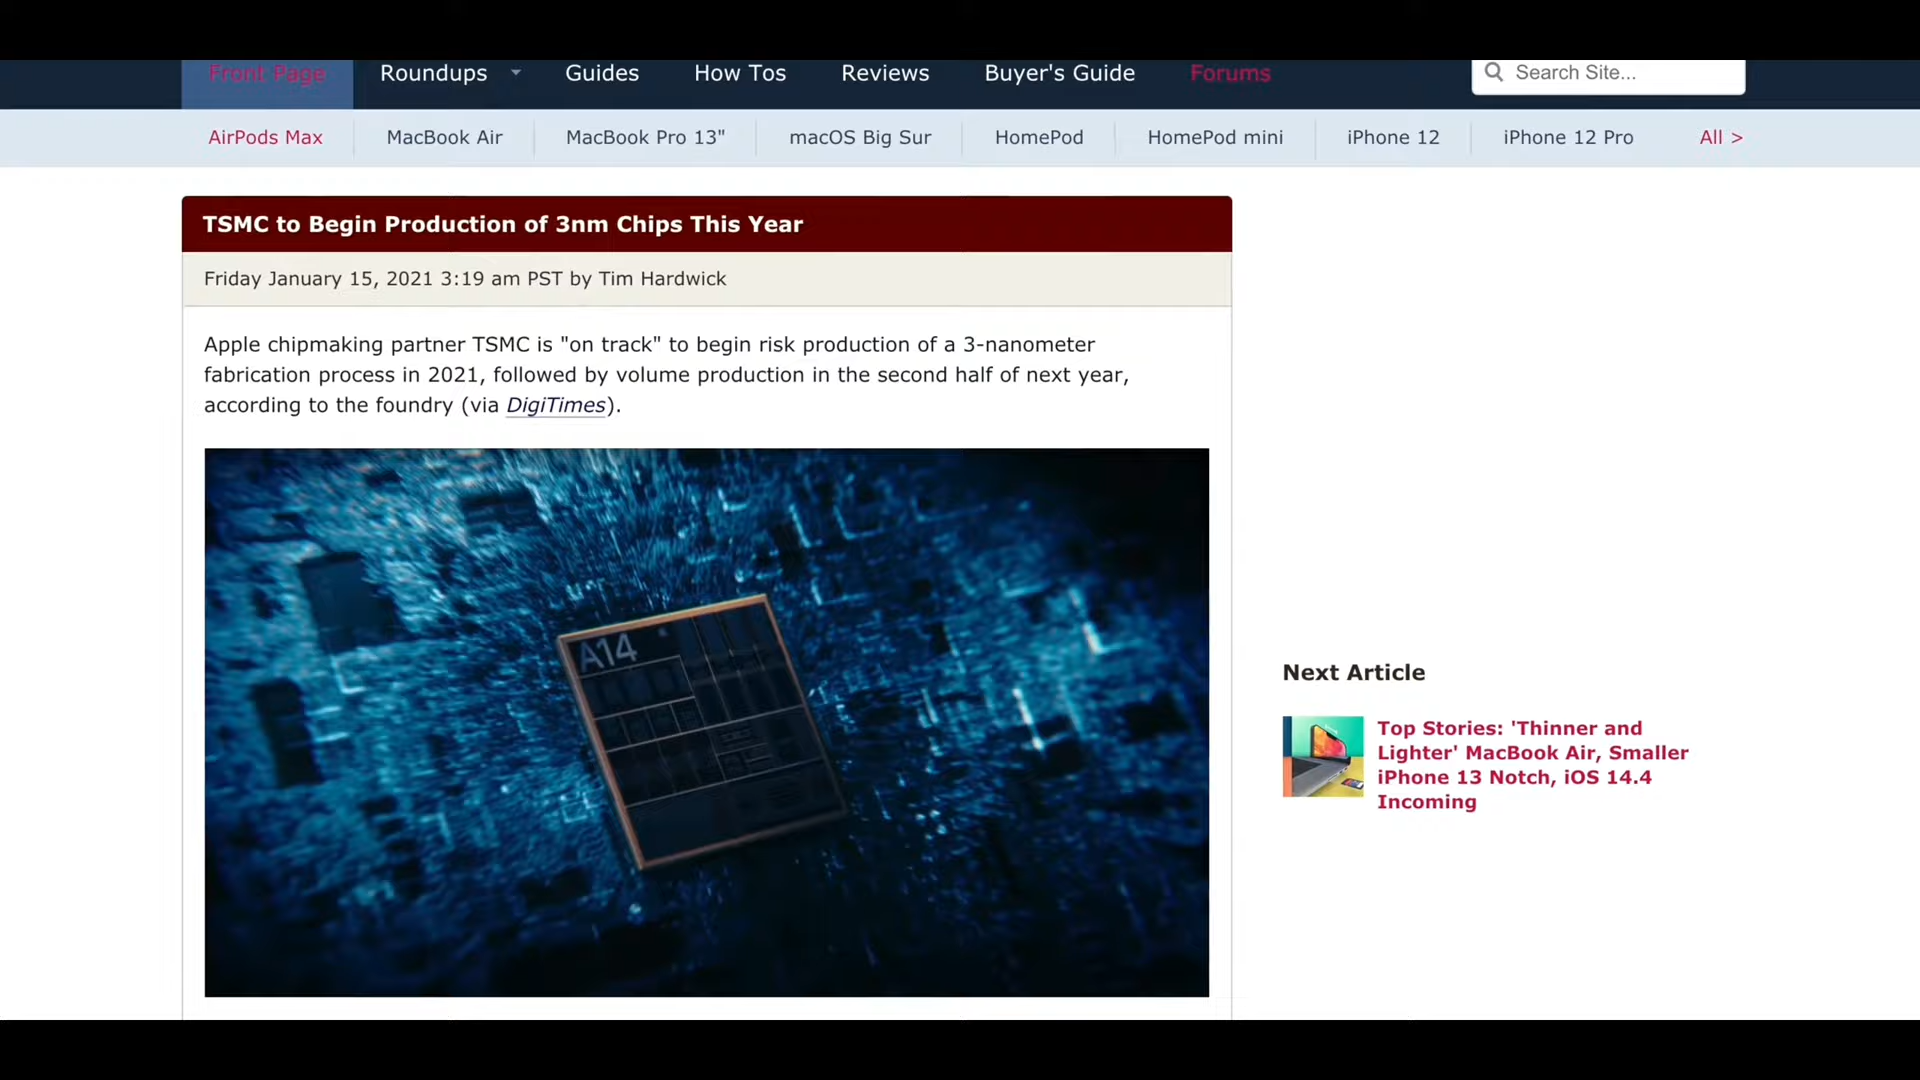 Front Page Roundups Guides How Tos Reviews Buyer's Guide Forums Search Site...
AirPods Max MacBook Air MacBook Pro 13" macOS Big Sur HomePod HomePod mini iPhone 12 iPhone 12 Pro All >
TSMC to Begin Production of 3nm Chips This Year
Friday January 15, 2021 3:19 am PST by Tim Hardwick
Apple chipmaking partner TSMC is "on track" to begin risk production of a 3-nanometer
fabrication process in 2021, followed by volume production in the second half of next year,
according to the foundry (via DigiTimes).
A14
Next Article
Top Stories: 'Thinner and
Lighter' MacBook Air, Smaller
iPhone 13 Notch, iOS 14.4
Incoming